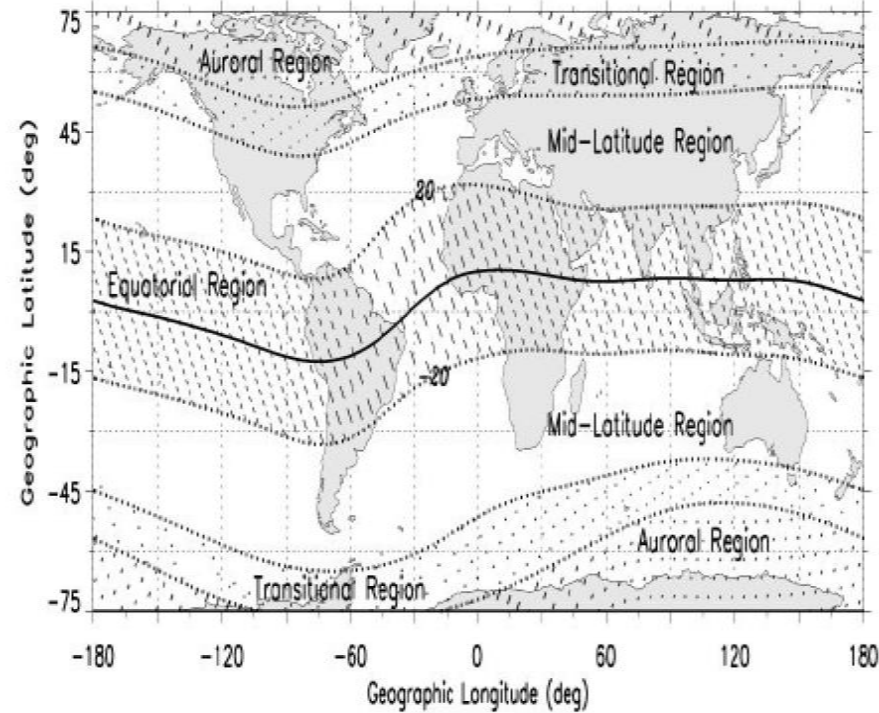 75
Auroral Region
Transitional Region
45
Mid-Latitude Region
20
15
Equatorial Region
-15
-20
Mid-Latitude Region
-45
Auroral Region
Transitional Region
-75
-180 -120 -60 0 60 120 180
Geographic Longitude (deg)
Geographic Latitude (deg)